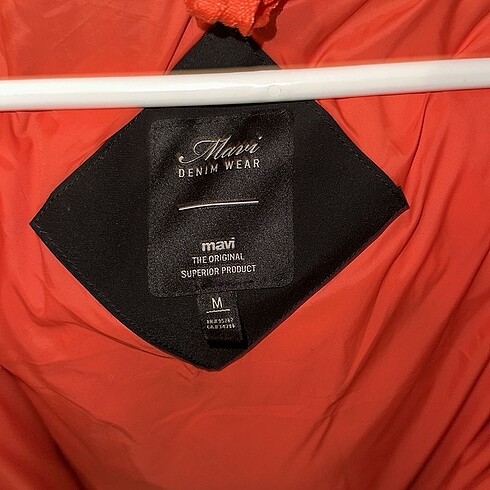 Mavi
DENIM WEAR
mavi
THE ORIGINAL
SUPERIOR PRODUCT
M